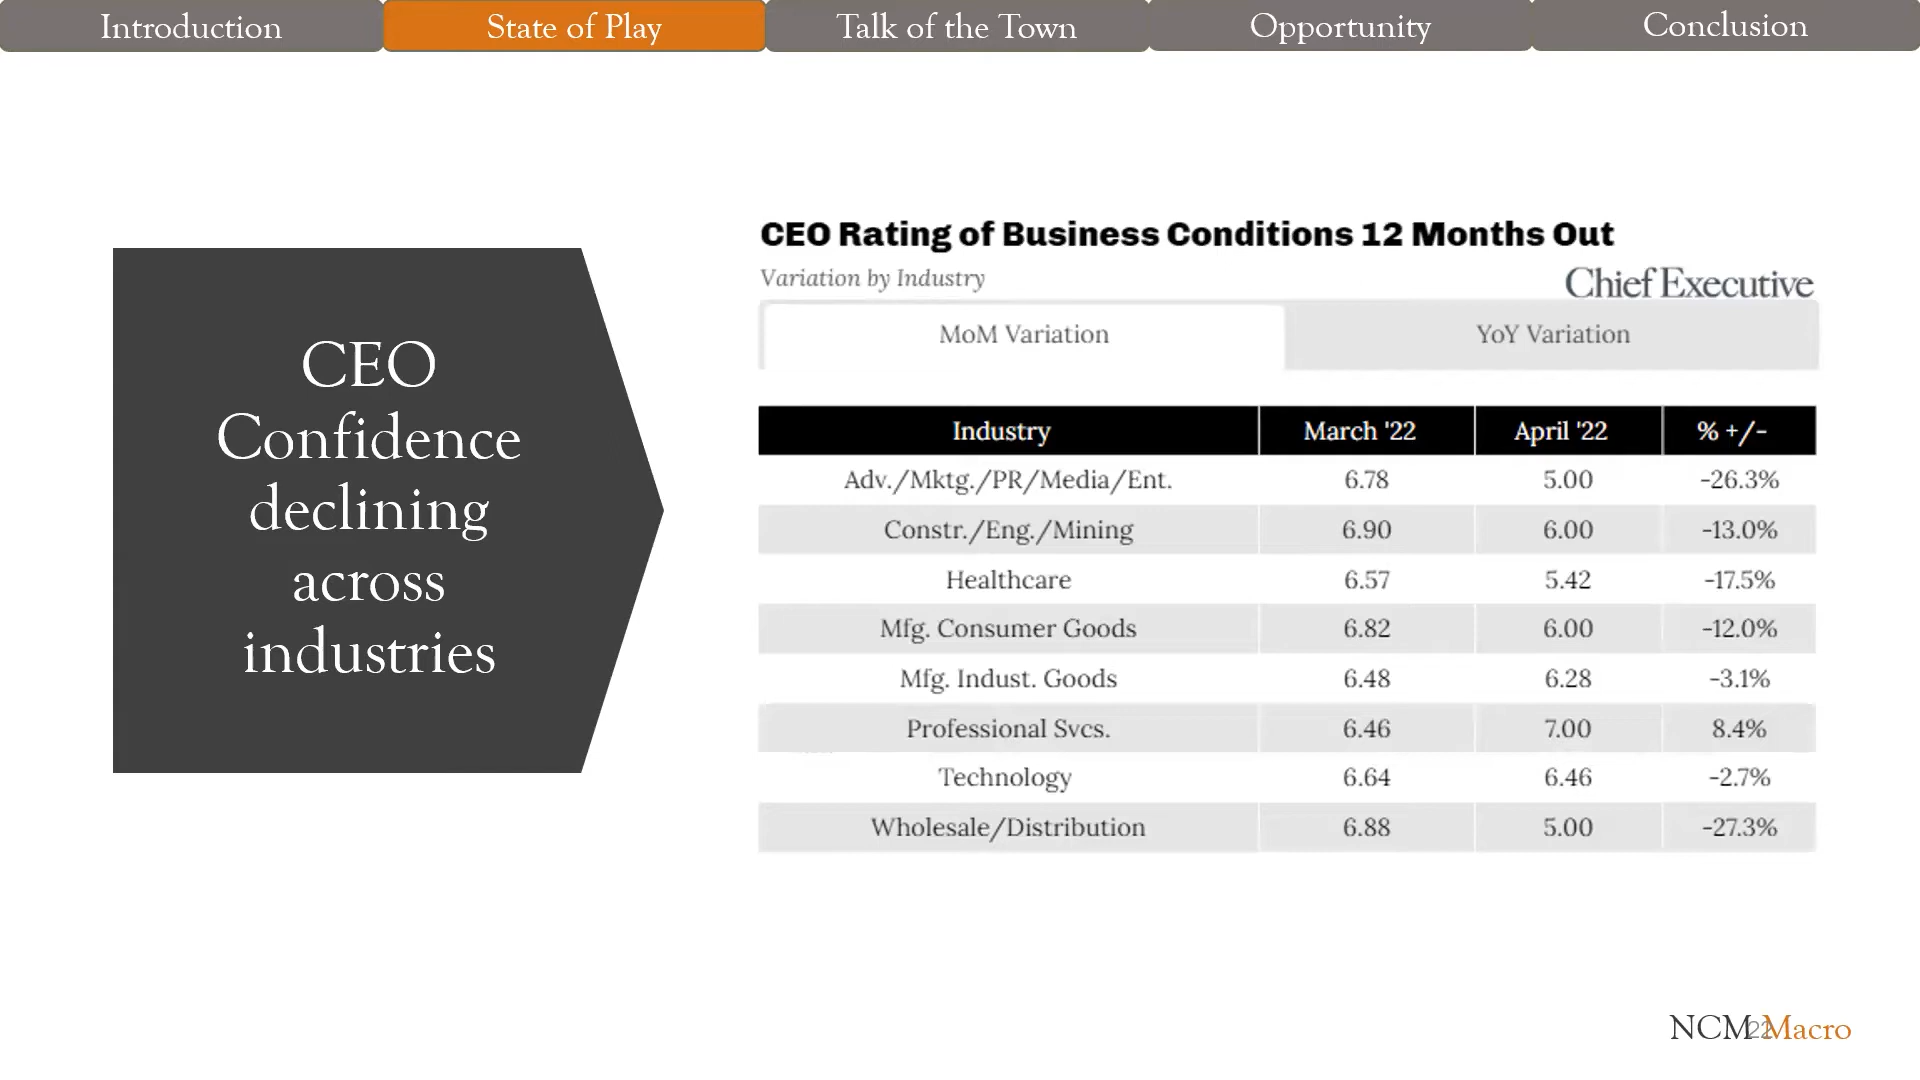 Introduction
State of Play
Talk of the Town
Opportunity
Conclusion
CEO
Confidence
declining
across
industries
CEO Rating of Business Conditions 12 Months Out
Variation by Industry
Chief Executive
MoM Variation
YoY Variation
Industry March '22 April '22 % +/-
Adv./Mktg./PR/Media/Ent. 6.78 5.00 -26.3%
Constr./Eng./Mining 6.90 6.00 -13.0%
Healthcare 6.57 5.42 -17.5%
Mfg. Consumer Goods 6.82 6.00 -12.0%
Mfg. Indust. Goods 6.48 6.28 -3.1%
Professional Svcs. 6.46 7.00 8.4%
Technology 6.64 6.46 -2.7%
Wholesale/Distribution 6.88 5.00 -27.3%
NCM Macro
22